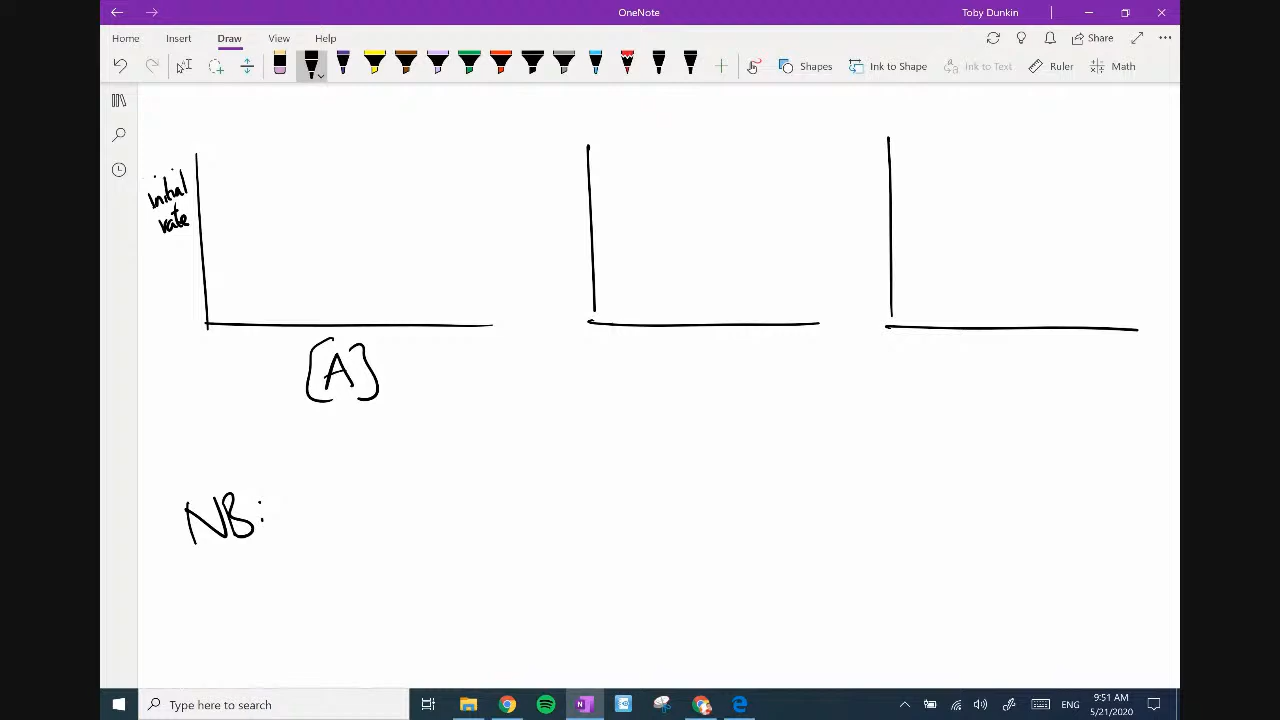 OneNote
Toby Dunkin
Home Insert Draw View Help
Share
Shapes Ink to Shape Ink to Text Ruler Math
initial
rate
[A]
NB:
Type here to search
ENG
9:51 AM
5/21/2020